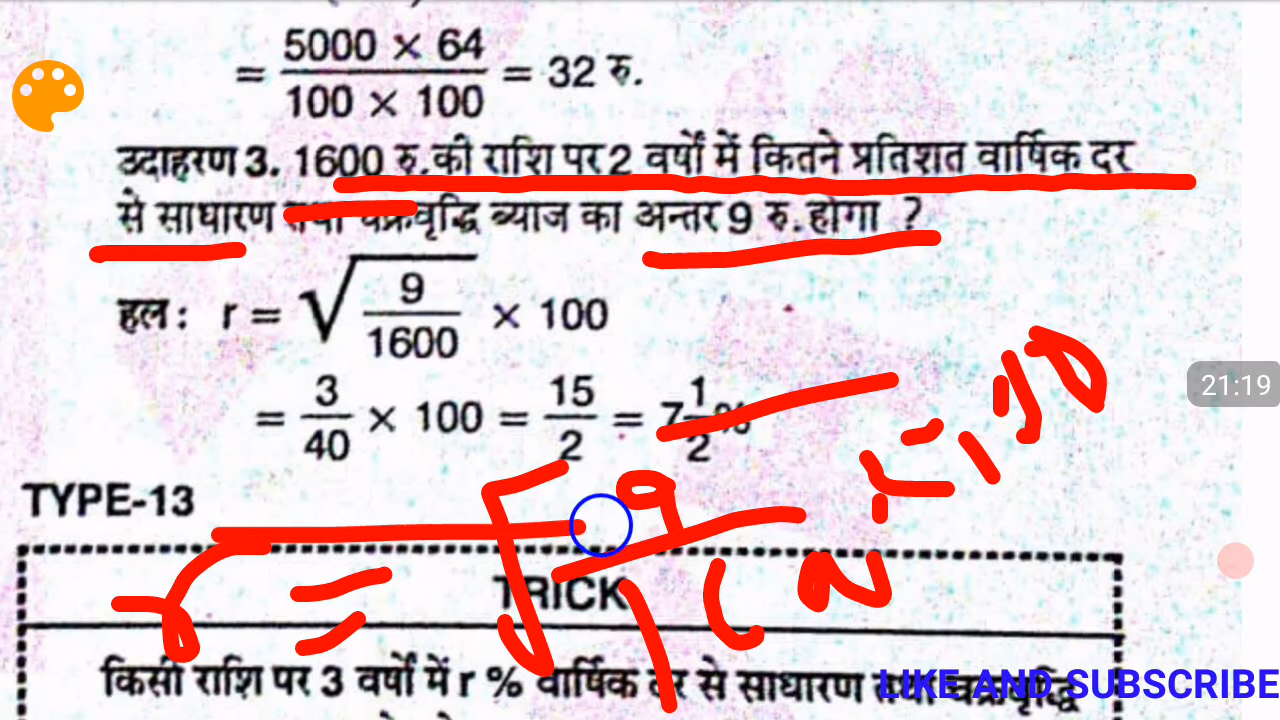 = 5000 × 64 / 100 × 100 = 32 रु.
उदाहरण 3. 1600 रु. की राशि पर 2 वर्षों में कितने प्रतिशत वार्षिक दर
से साधारण तथा चक्रवृद्धि ब्याज का अन्तर 9 रु. होगा ?
हल : r = √ 9 / 1600 × 100
= 3 / 40 × 100 = 15 / 2 = 7 1/2 %
21:19
TYPE-13
TRICK
किसी राशि पर 3 वर्षों में r % वार्षिक दर से साधारण तथा चक्रवृद्धि
LIKE AND SUBSCRIBE